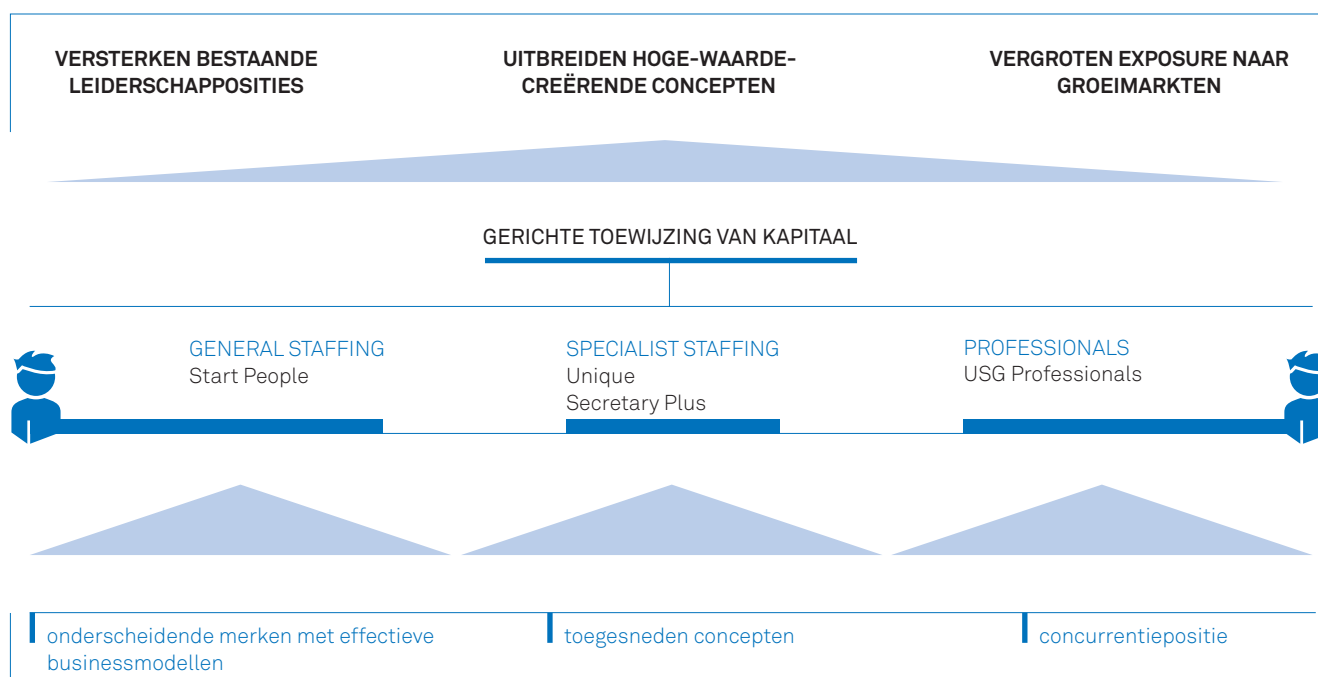 VERSTERKEN BESTAANDE
LEIDERSCHAPPOSITIES
UITBREIDEN HOGE-WAARDE-
CREËRENDE CONCEPTEN
VERGROTEN EXPOSURE NAAR
GROEIMARKTEN
GERICHTE TOEWIJZING VAN KAPITAAL
GENERAL STAFFING
Start People
SPECIALIST STAFFING
Unique
Secretary Plus
PROFESSIONALS
USG Professionals
onderscheidende merken met effectieve
businessmodellen
toegesneden concepten
concurrentiepositie